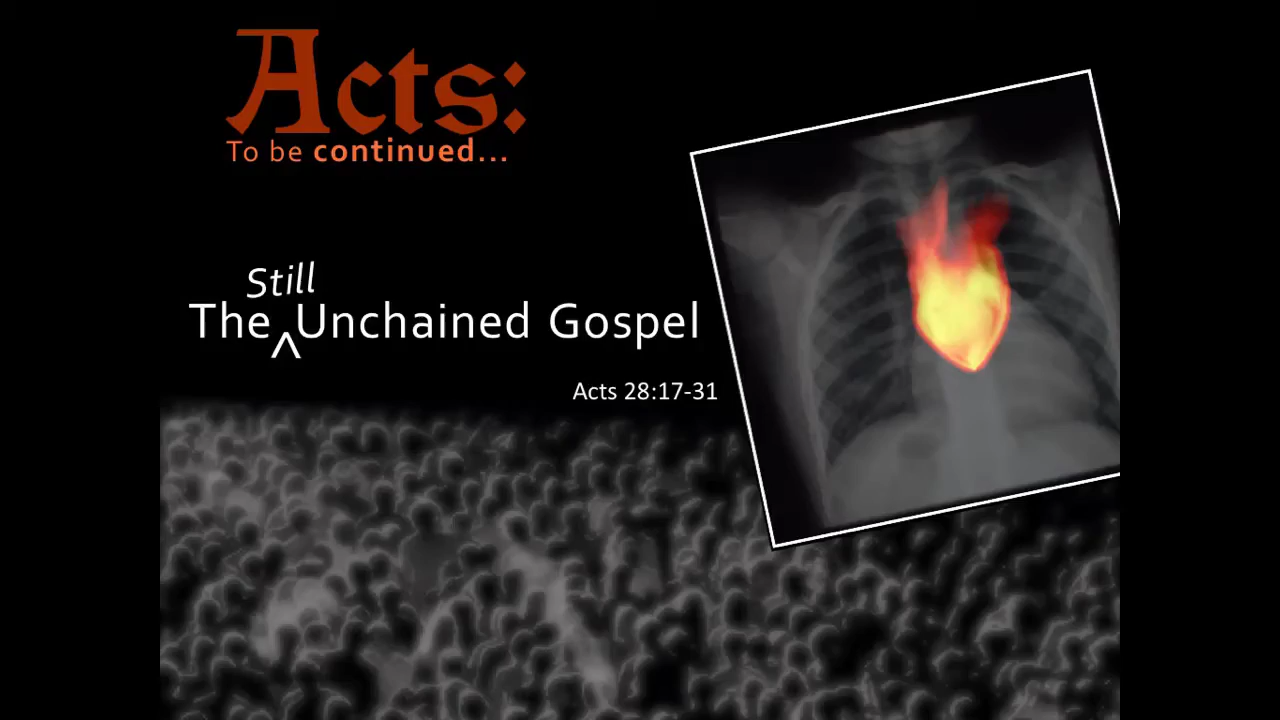 Acts:
To be continued...
Still
The ^ Unchained Gospel
Acts 28:17-31